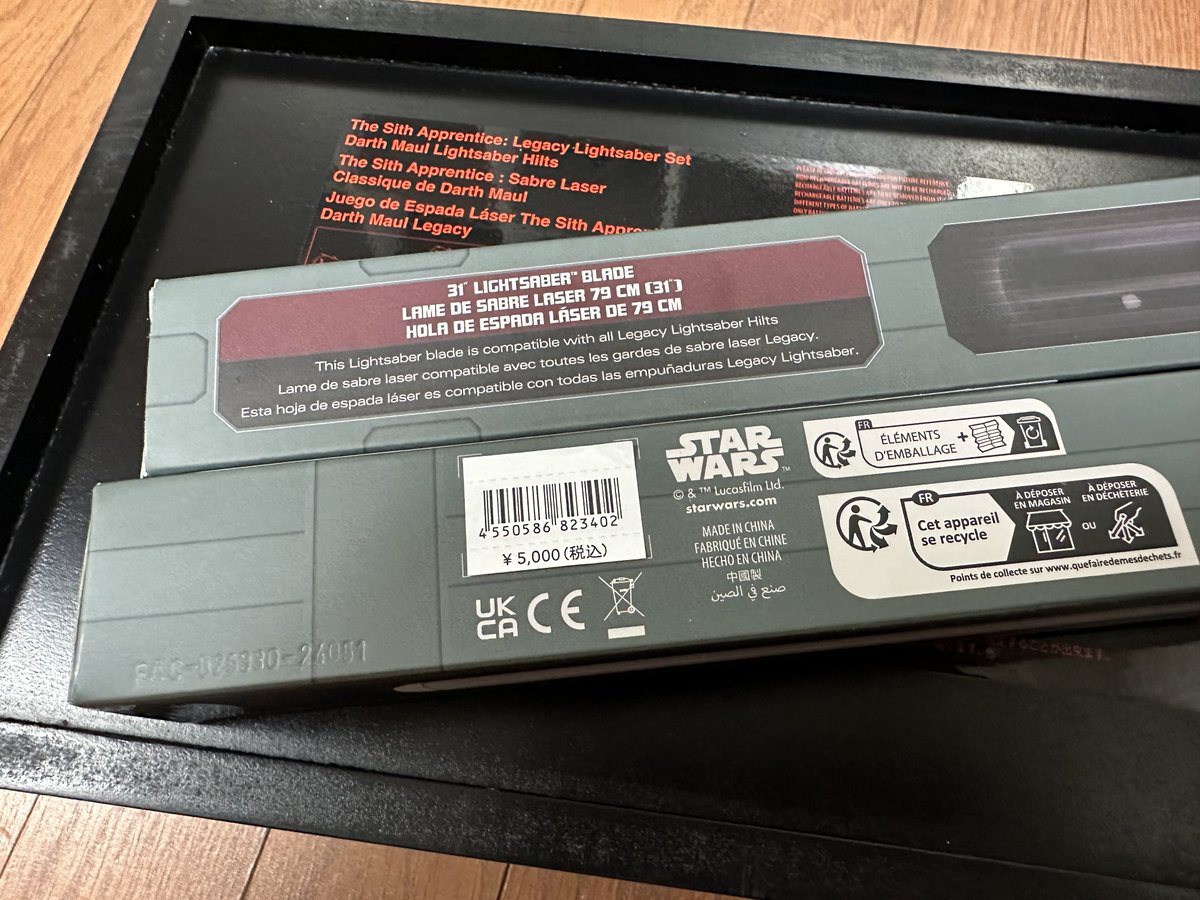 The Sith Apprentice: Legacy Lightsaber Set
Darth Maul Lightsaber Hilts
The Sith Apprentice : Sabre Laser
Classique de Darth Maul
Juego de Espada Láser The Sith
Darth Maul Legacy
31" LIGHTSABER™ BLADE
LAME DE SABRE LASER 79 CM (31")
HOLA DE ESPADA LÁSER DE 79 CM
This Lightsaber blade is compatible with all Legacy Lightsaber Hilts
Lame de sabre laser compatible avec toutes les gardes de sabre laser Legacy.
Esta hoja de espada láser es compatible con todas las empuñaduras Legacy Lightsaber.
4 550586 823402
¥ 5,000 (税込)
UK
CA
CE
STAR
WARS™
© & ™ Lucasfilm Ltd.
starwars.com
MADE IN CHINA
FABRIQUÉ EN CHINE
HECHO EN CHINA
中國製
صنع في الصين
FR
ÉLÉMENTS
D'EMBALLAGE
+
FR
Cet appareil
se recycle
À DÉPOSER
EN MAGASIN
OU
À DÉPOSER
EN DÉCHÈTERIE
Points de collecte sur www.quefairedemesdechets.fr